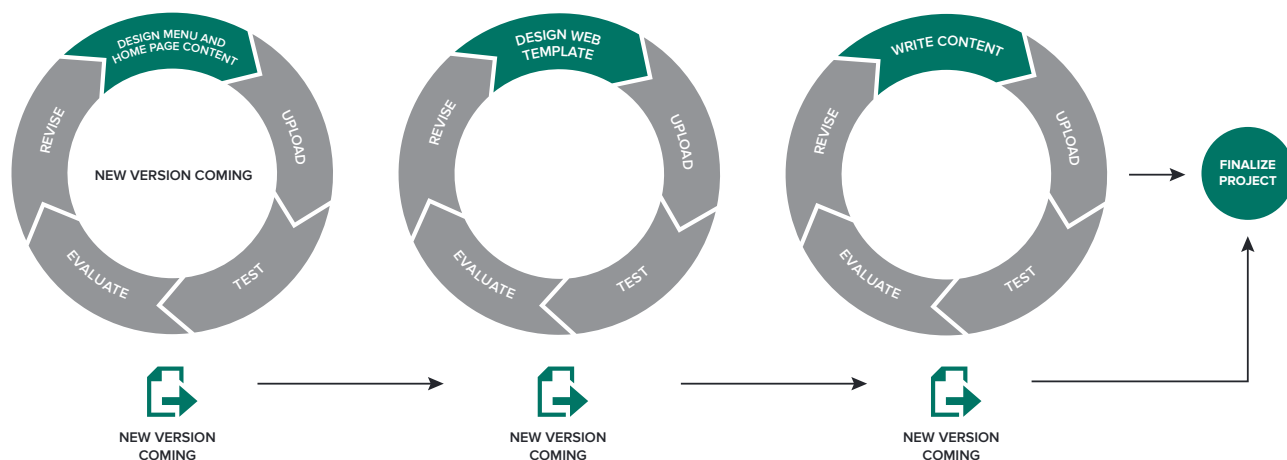 DESIGN MENU AND
HOME PAGE CONTENT
UPLOAD
TEST
EVALUATE
REVISE
NEW VERSION COMING
DESIGN WEB
TEMPLATE
UPLOAD
TEST
EVALUATE
REVISE
WRITE CONTENT
UPLOAD
TEST
EVALUATE
REVISE
FINALIZE
PROJECT
NEW VERSION
COMING
NEW VERSION
COMING
NEW VERSION
COMING